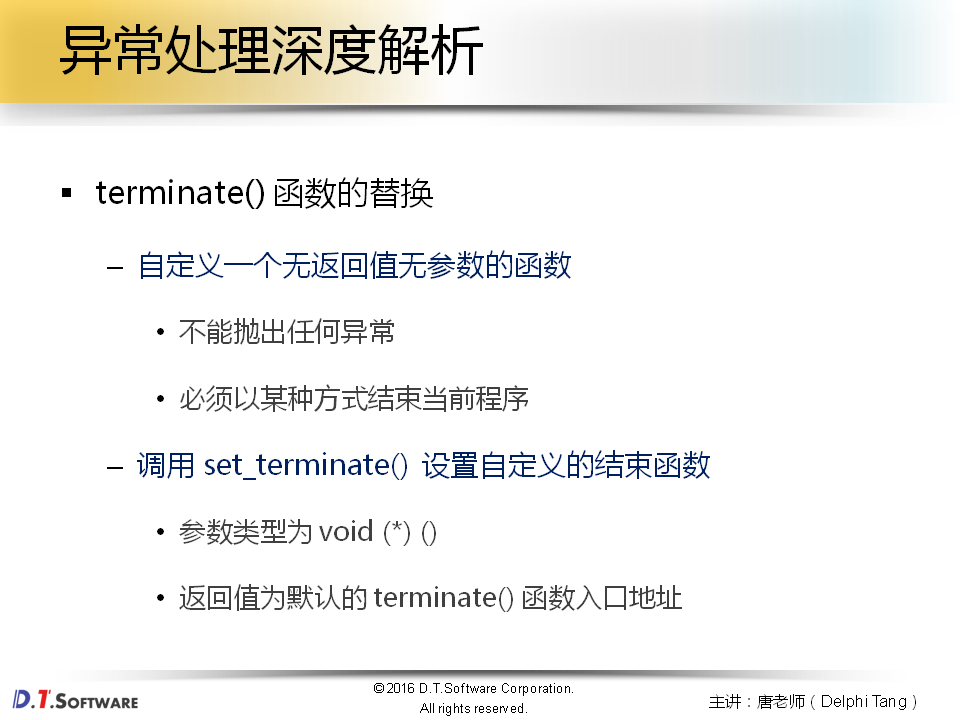 异常处理深度解析
▪ terminate() 函数的替换
– 自定义一个无返回值无参数的函数
• 不能抛出任何异常
• 必须以某种方式结束当前程序
– 调用 set_terminate() 设置自定义的结束函数
• 参数类型为 void (*) ()
• 返回值为默认的 terminate() 函数入口地址
D.T.SOFTWARE
©2016 D.T.Software Corporation.
All rights reserved.
主讲：唐老师（Delphi Tang）